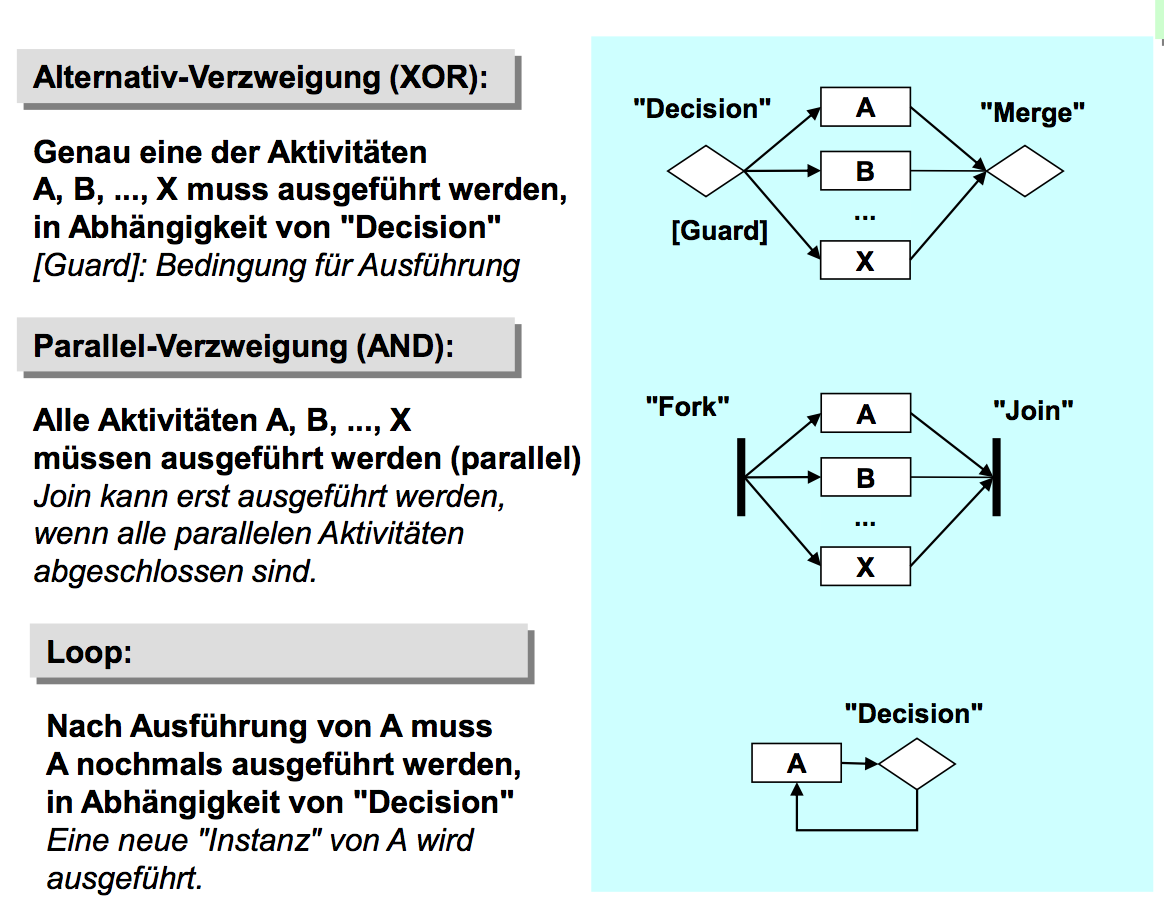 Alternativ-Verzweigung (XOR):
Genau eine der Aktivitäten
A, B, ..., X muss ausgeführt werden,
in Abhängigkeit von "Decision"
[Guard]: Bedingung für Ausführung
"Decision"
A
"Merge"
B
...
[Guard]
X
Parallel-Verzweigung (AND):
Alle Aktivitäten A, B, ..., X
müssen ausgeführt werden (parallel)
Join kann erst ausgeführt werden,
wenn alle parallelen Aktivitäten
abgeschlossen sind.
"Fork"
A
"Join"
B
...
X
Loop:
Nach Ausführung von A muss
A nochmals ausgeführt werden,
in Abhängigkeit von "Decision"
Eine neue "Instanz" von A wird
ausgeführt.
"Decision"
A